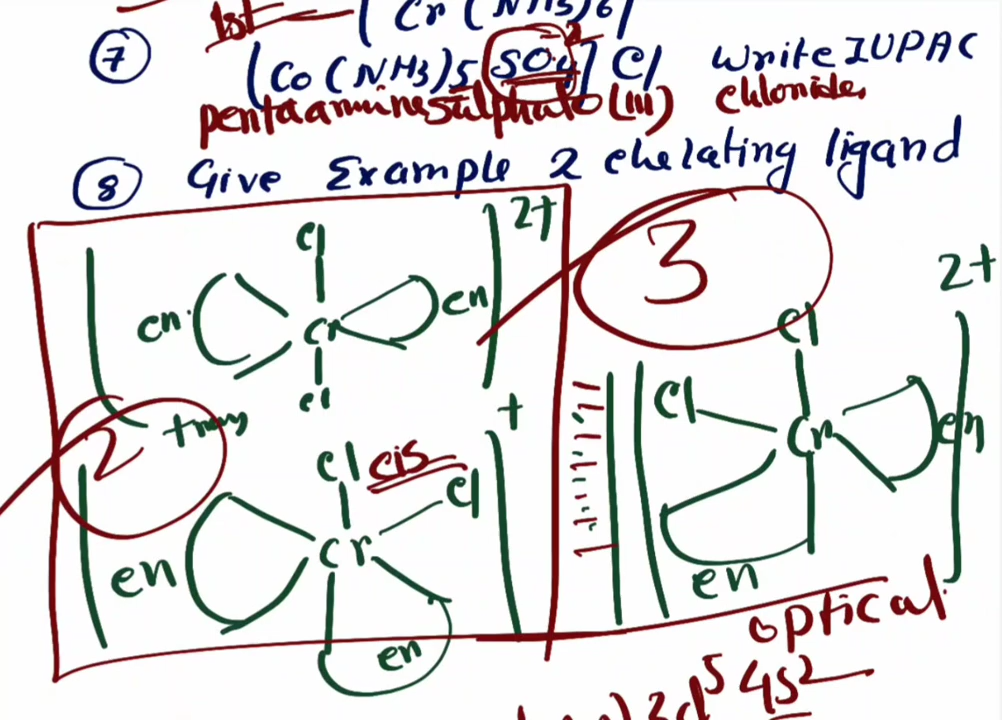 1st [Cr(NH3)6]
⑦ [Co(NH3)5 SO4]Cl Write IUPAC
-2
pentaaminesulphato(III) chloride.
⑧ Give Example 2 chelating ligand
Cl 2+
en Cr en
Cl
trans
2
3
+
Cl cis Cl
en Cr
en
2+
Cl
Cl Cr en
en
optical
3d5 4s2